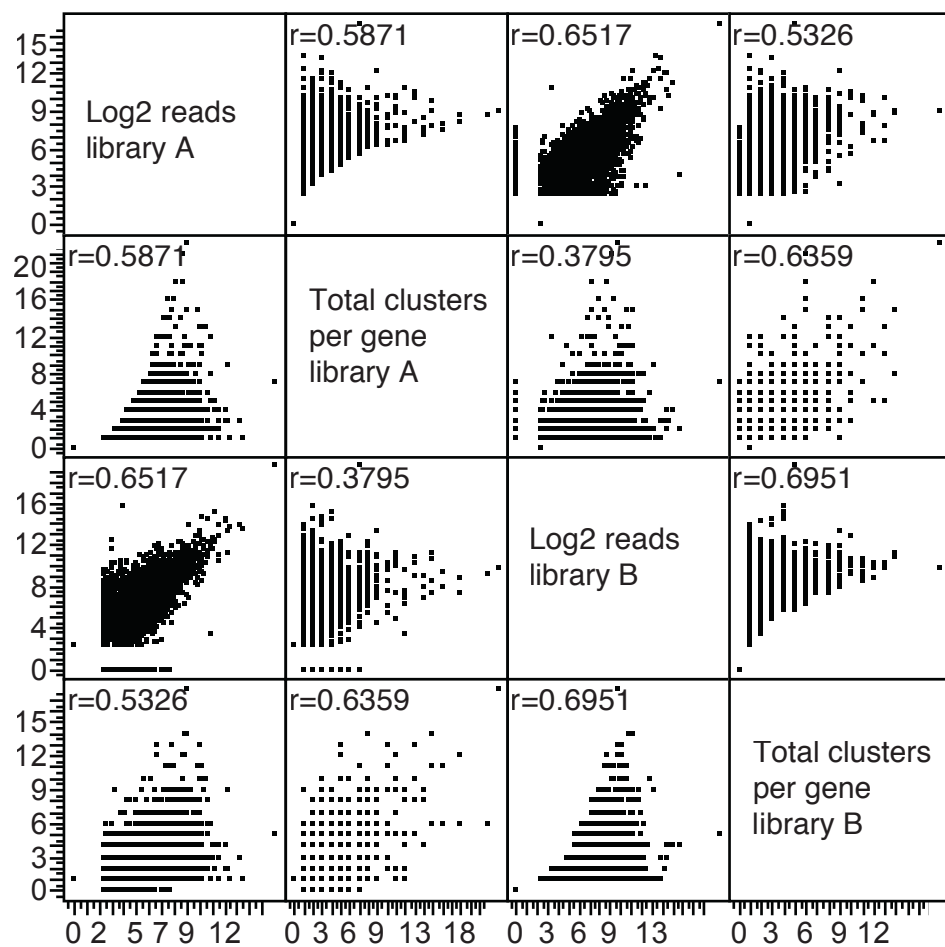 15
12
9
6
3
0
Log2 reads
library A
r=0.5871
r=0.6517
r=0.5326
20
16
12
8
4
0
r=0.5871
Total clusters
per gene
library A
r=0.3795
r=0.6359
16
12
8
4
0
r=0.6517
r=0.3795
Log2 reads
library B
r=0.6951
15
12
9
6
3
0
r=0.5326
r=0.6359
r=0.6951
Total clusters
per gene
library B
0 2 5 7 9 12 0 3 6 9 13 18 0 3 6 9 13 0 3 6 9 12